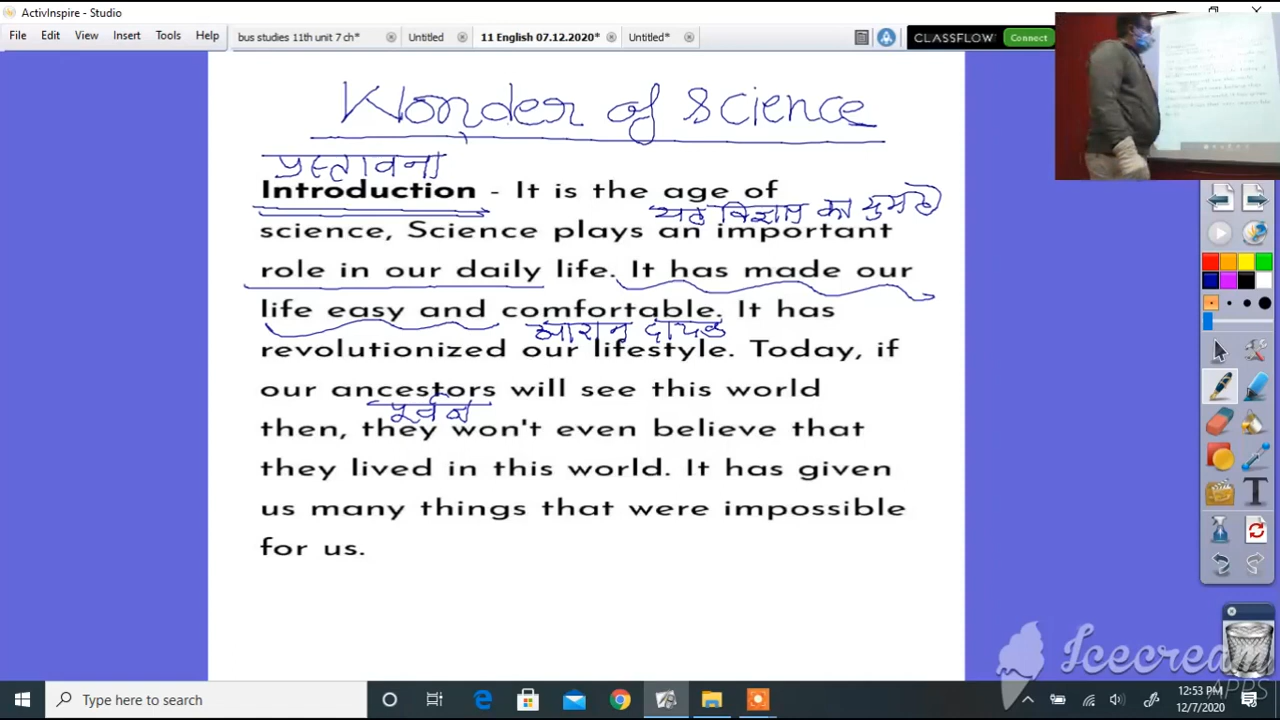 ActivInspire - Studio
File Edit View Insert Tools Help
bus studies 11th unit 7 ch* Untitled 11 English 07.12.2020* Untitled*
CLASSFLOW Connect
Wonder of Science
प्रस्तावना
Introduction - It is the age of
यह विज्ञान का युग है
science, Science plays an important
role in our daily life. It has made our
life easy and comfortable. It has
आराम दायक
revolutionized our lifestyle. Today, if
our ancestors will see this world
पूर्वज
then, they won't even believe that
they lived in this world. It has given
us many things that were impossible
for us.
Icecream
APPS
Type here to search
12:53 PM
12/7/2020